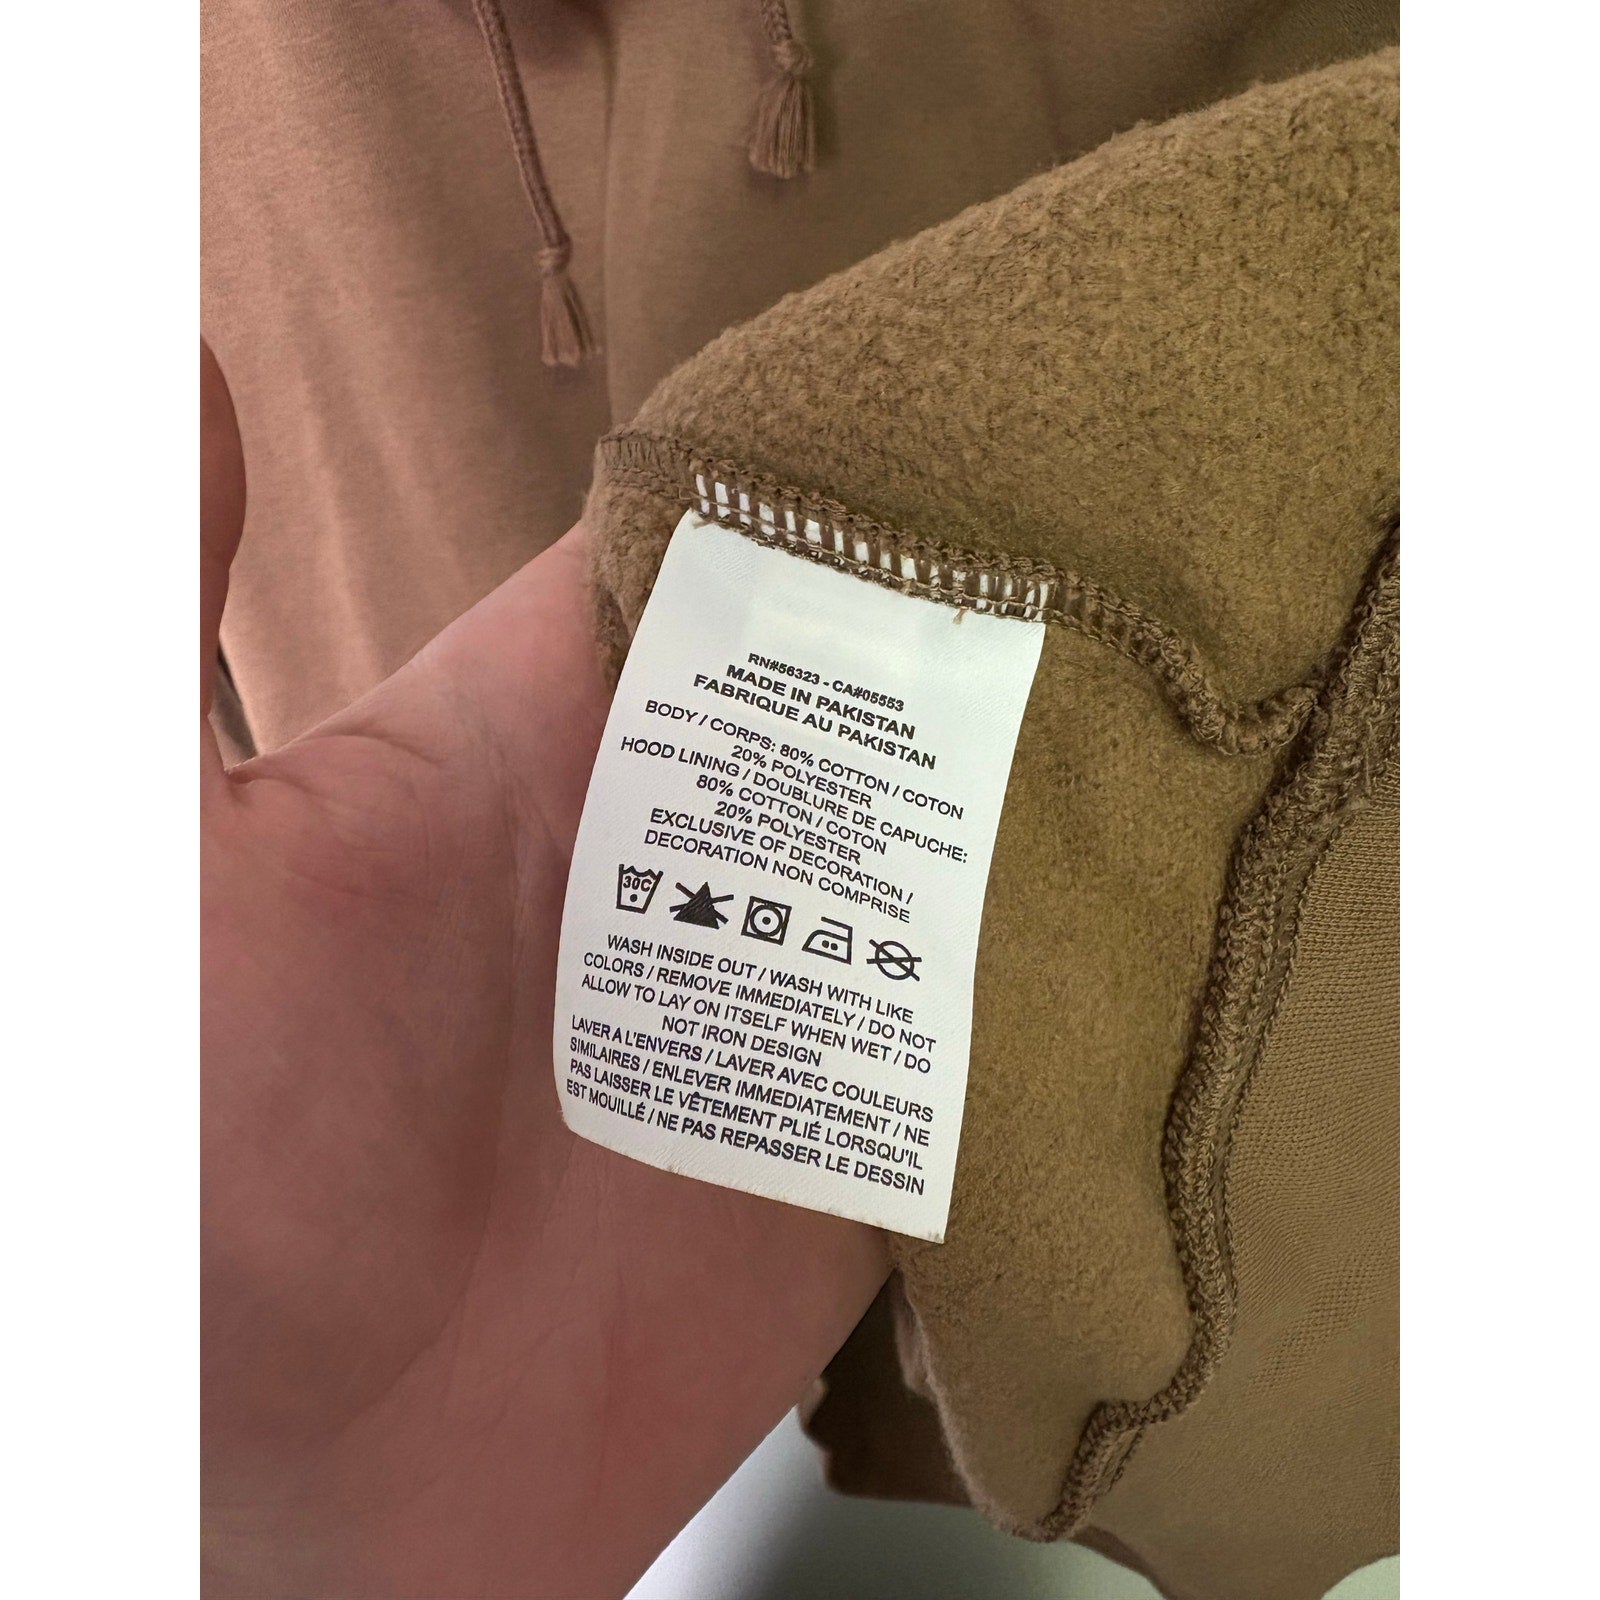 RN#56323 - CA#05553
MADE IN PAKISTAN
FABRIQUE AU PAKISTAN
BODY / CORPS: 80% COTTON / COTON
20% POLYESTER
HOOD LINING / DOUBLURE DE CAPUCHE:
80% COTTON / COTON
20% POLYESTER
EXCLUSIVE OF DECORATION /
DECORATION NON COMPRISE
30C
WASH INSIDE OUT / WASH WITH LIKE
COLORS / REMOVE IMMEDIATELY / DO NOT
ALLOW TO LAY ON ITSELF WHEN WET / DO
NOT IRON DESIGN
LAVER A L'ENVERS / LAVER AVEC COULEURS
SIMILAIRES / ENLEVER IMMEDIATEMENT / NE
PAS LAISSER LE VÊTEMENT PLIÉ LORSQU'IL
EST MOUILLÉ / NE PAS REPASSER LE DESSIN